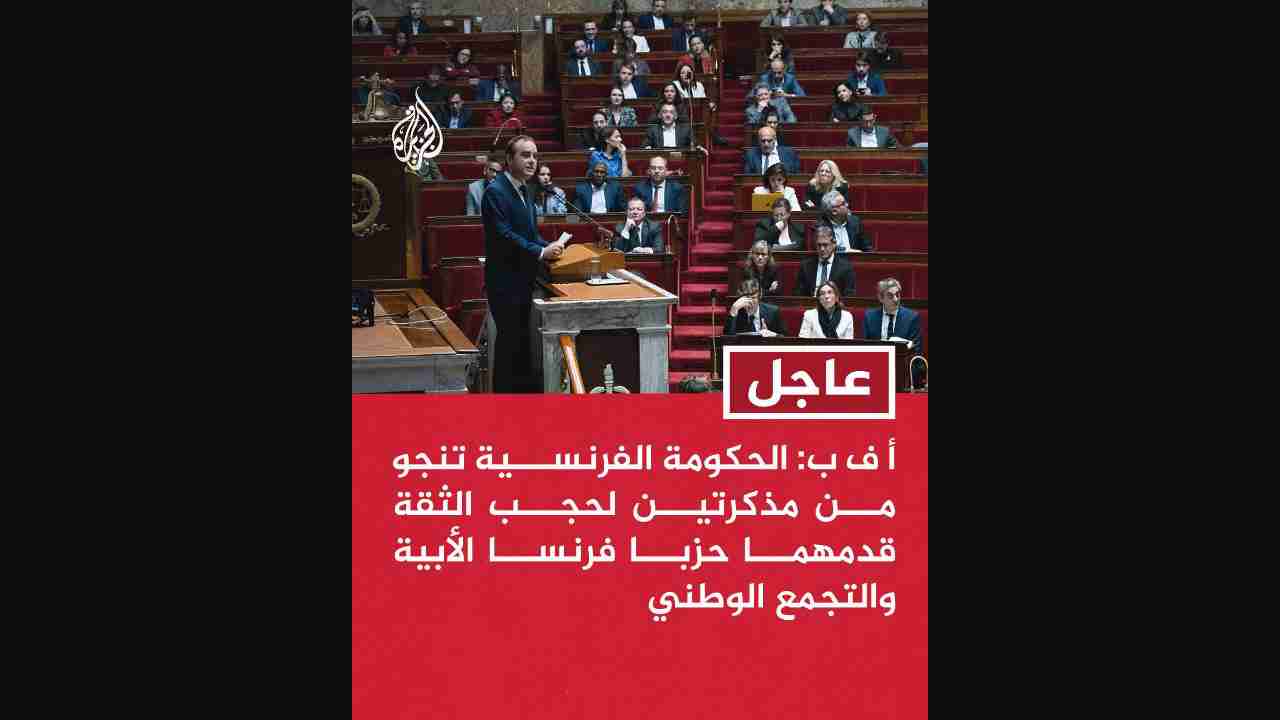 الجزيرة
عاجل
أ ف ب: الحكومة الفرنسية تنجو
من مذكرتين لحجب الثقة
قدمهما حزبا فرنسا الأبية
والتجمع الوطني